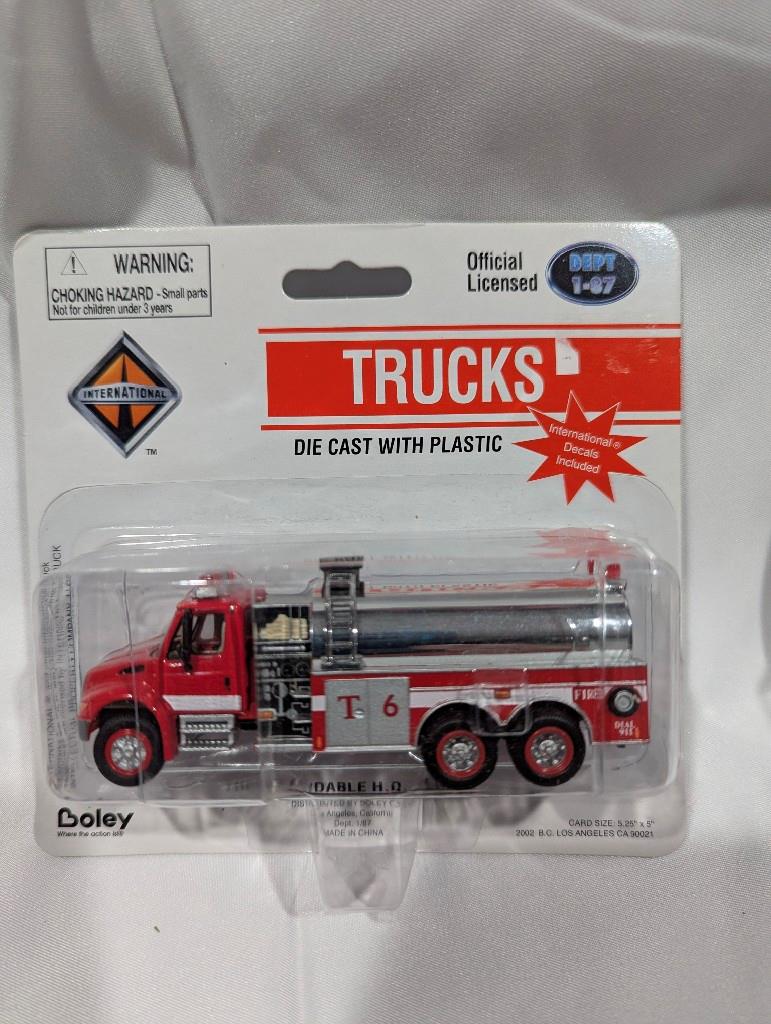 WARNING:
CHOKING HAZARD - Small parts
Not for children under 3 years
Official
Licensed
DEPT
1-87
INTERNATIONAL
TM
TRUCKS
DIE CAST WITH PLASTIC
International®
Decals
Included
T 6
FIRE
DIAL
911
DABLE H.O.
DISTRIBUTED BY BOLEY
Angeles, California
Dept. 1/87
MADE IN CHINA
Boley
Where the action is!®
CARD SIZE: 5.25" x 5"
2002 B.C. LOS ANGELES CA 90021